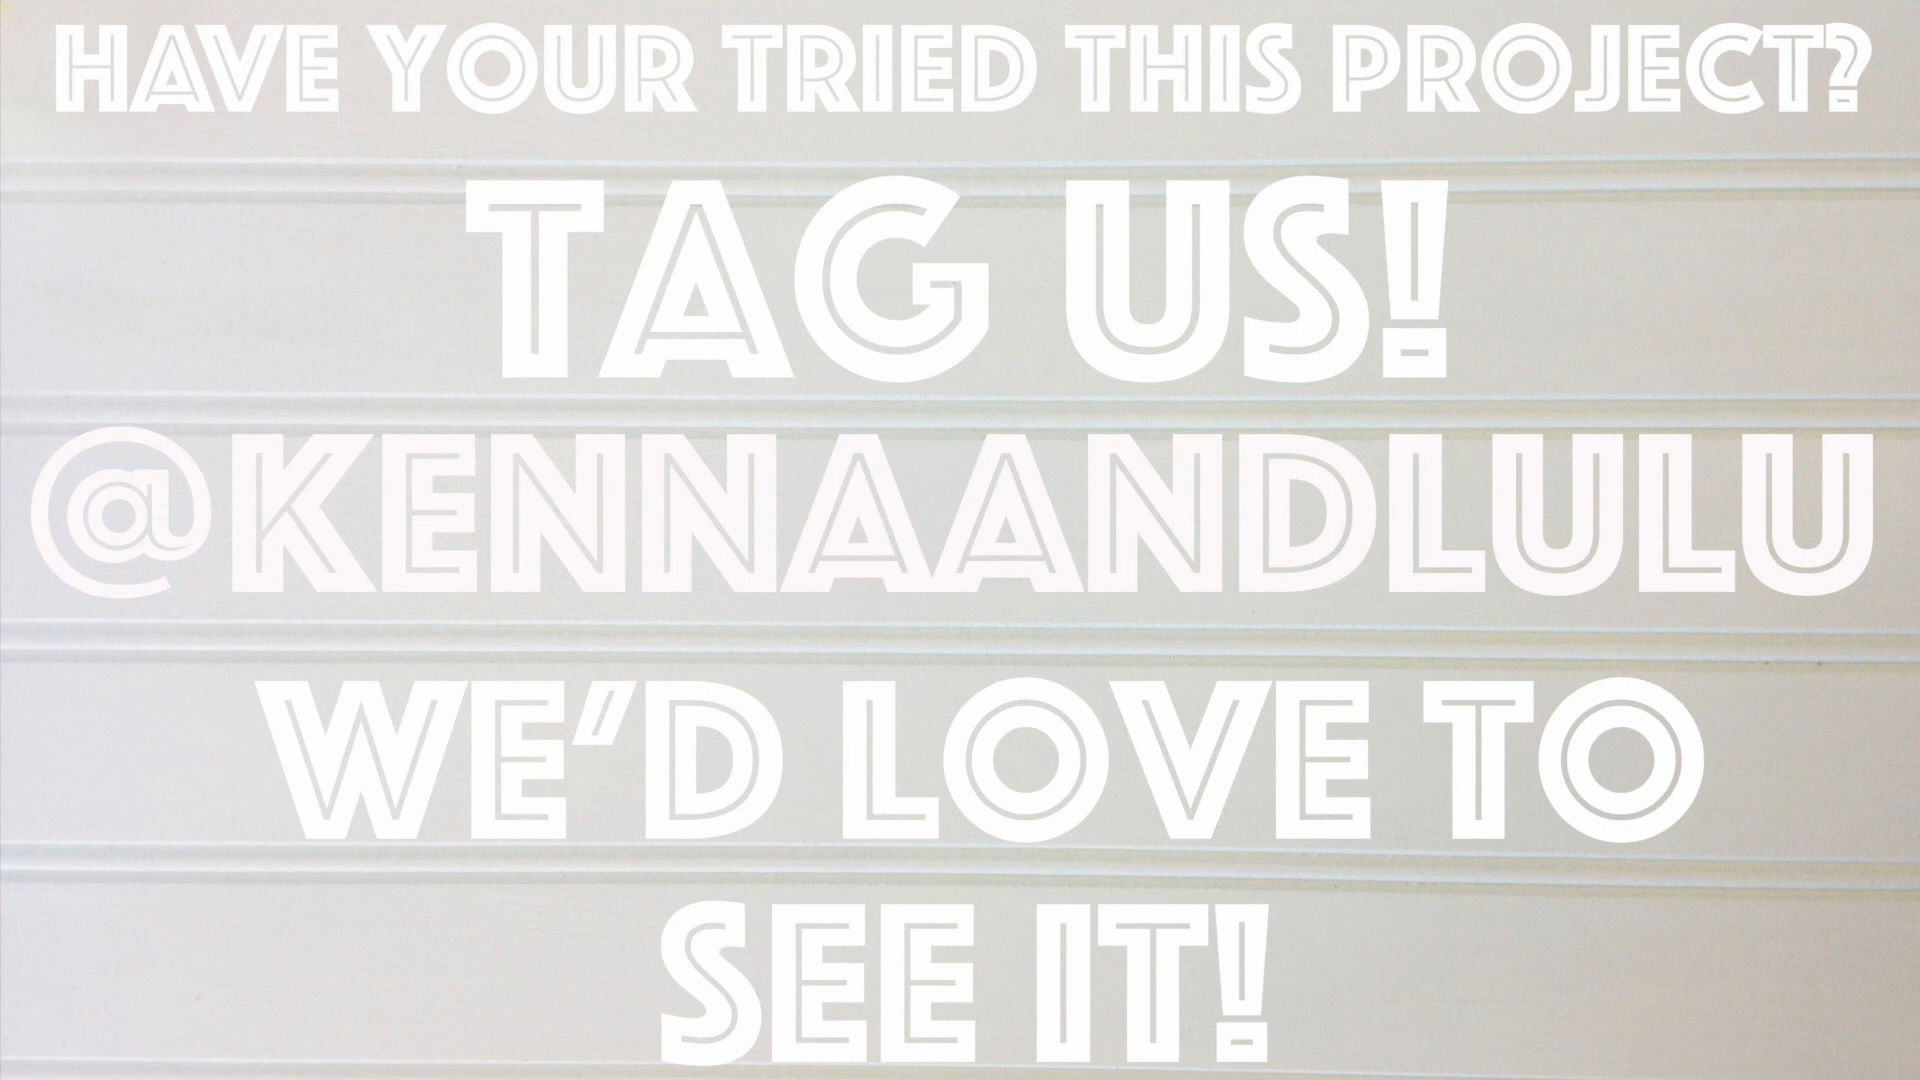 HAVE YOUR TRIED THIS PROJECT?
TAG US!
@KENNAANDLULU
WE'D LOVE TO
SEE IT!